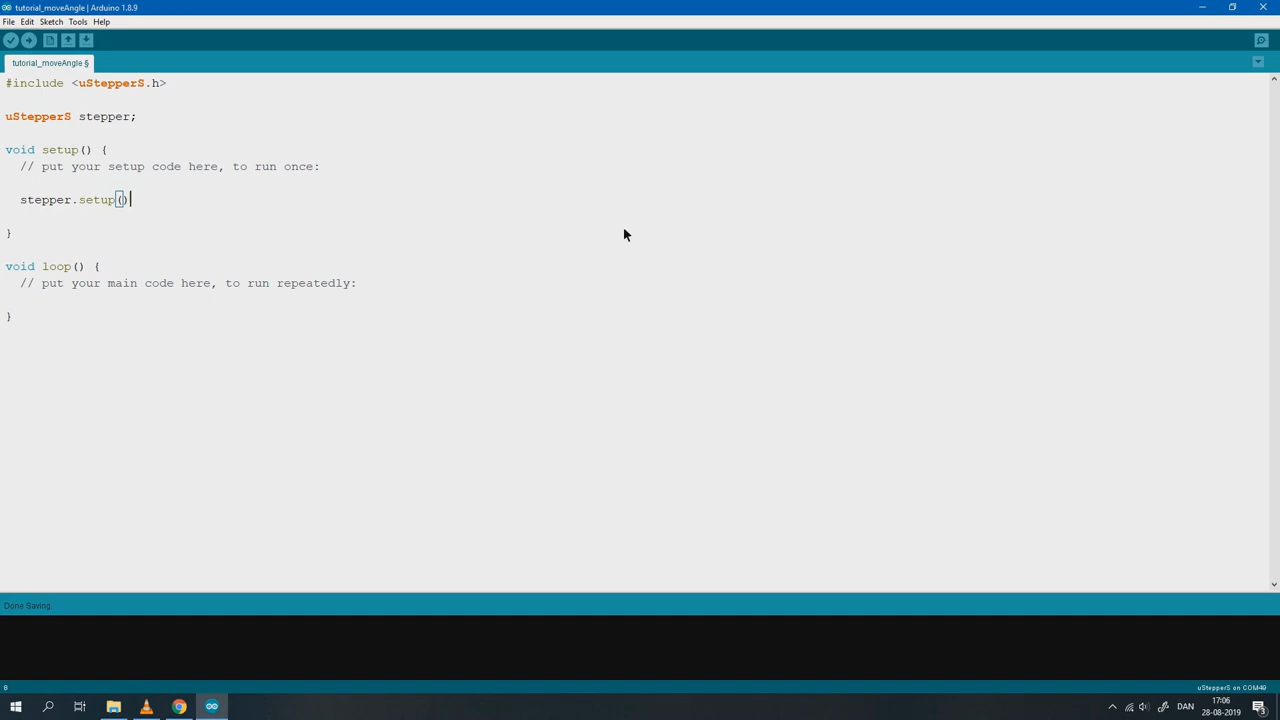 tutorial_moveAngle | Arduino 1.8.9
File Edit Sketch Tools Help
tutorial_moveAngle §
#include <uStepperS.h>
uStepperS stepper;
void setup() {
// put your setup code here, to run once:
stepper.setup()
}
void loop() {
// put your main code here, to run repeatedly:
}
Done Saving.
8
uStepperS on COM49
DAN
17:06
28-08-2019
3